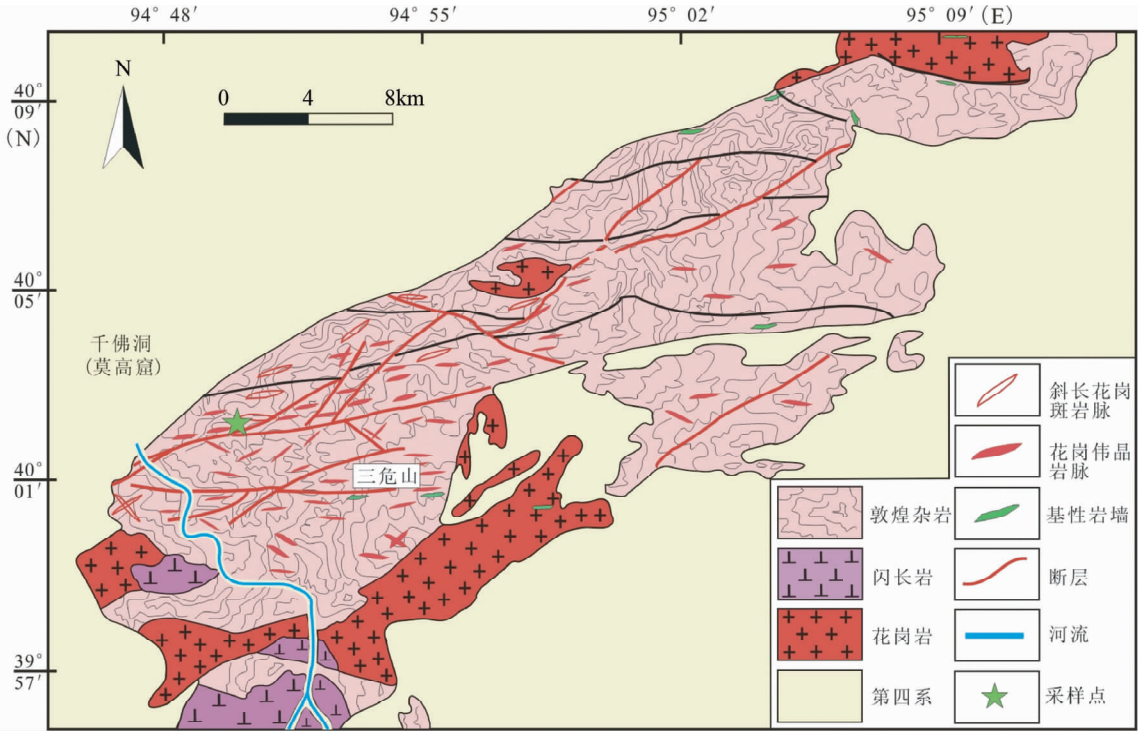 94° 48′
94° 55′
95° 02′
95° 09′ (E)
40°
09′
(N)
N
0 4 8km
40°
05′
千佛洞
(莫高窟)
40°
01′
三危山
39°
57′
斜长花岗
斑岩脉
花岗伟晶
岩脉
敦煌杂岩
基性岩墙
闪长岩
断层
花岗岩
河流
第四系
采样点